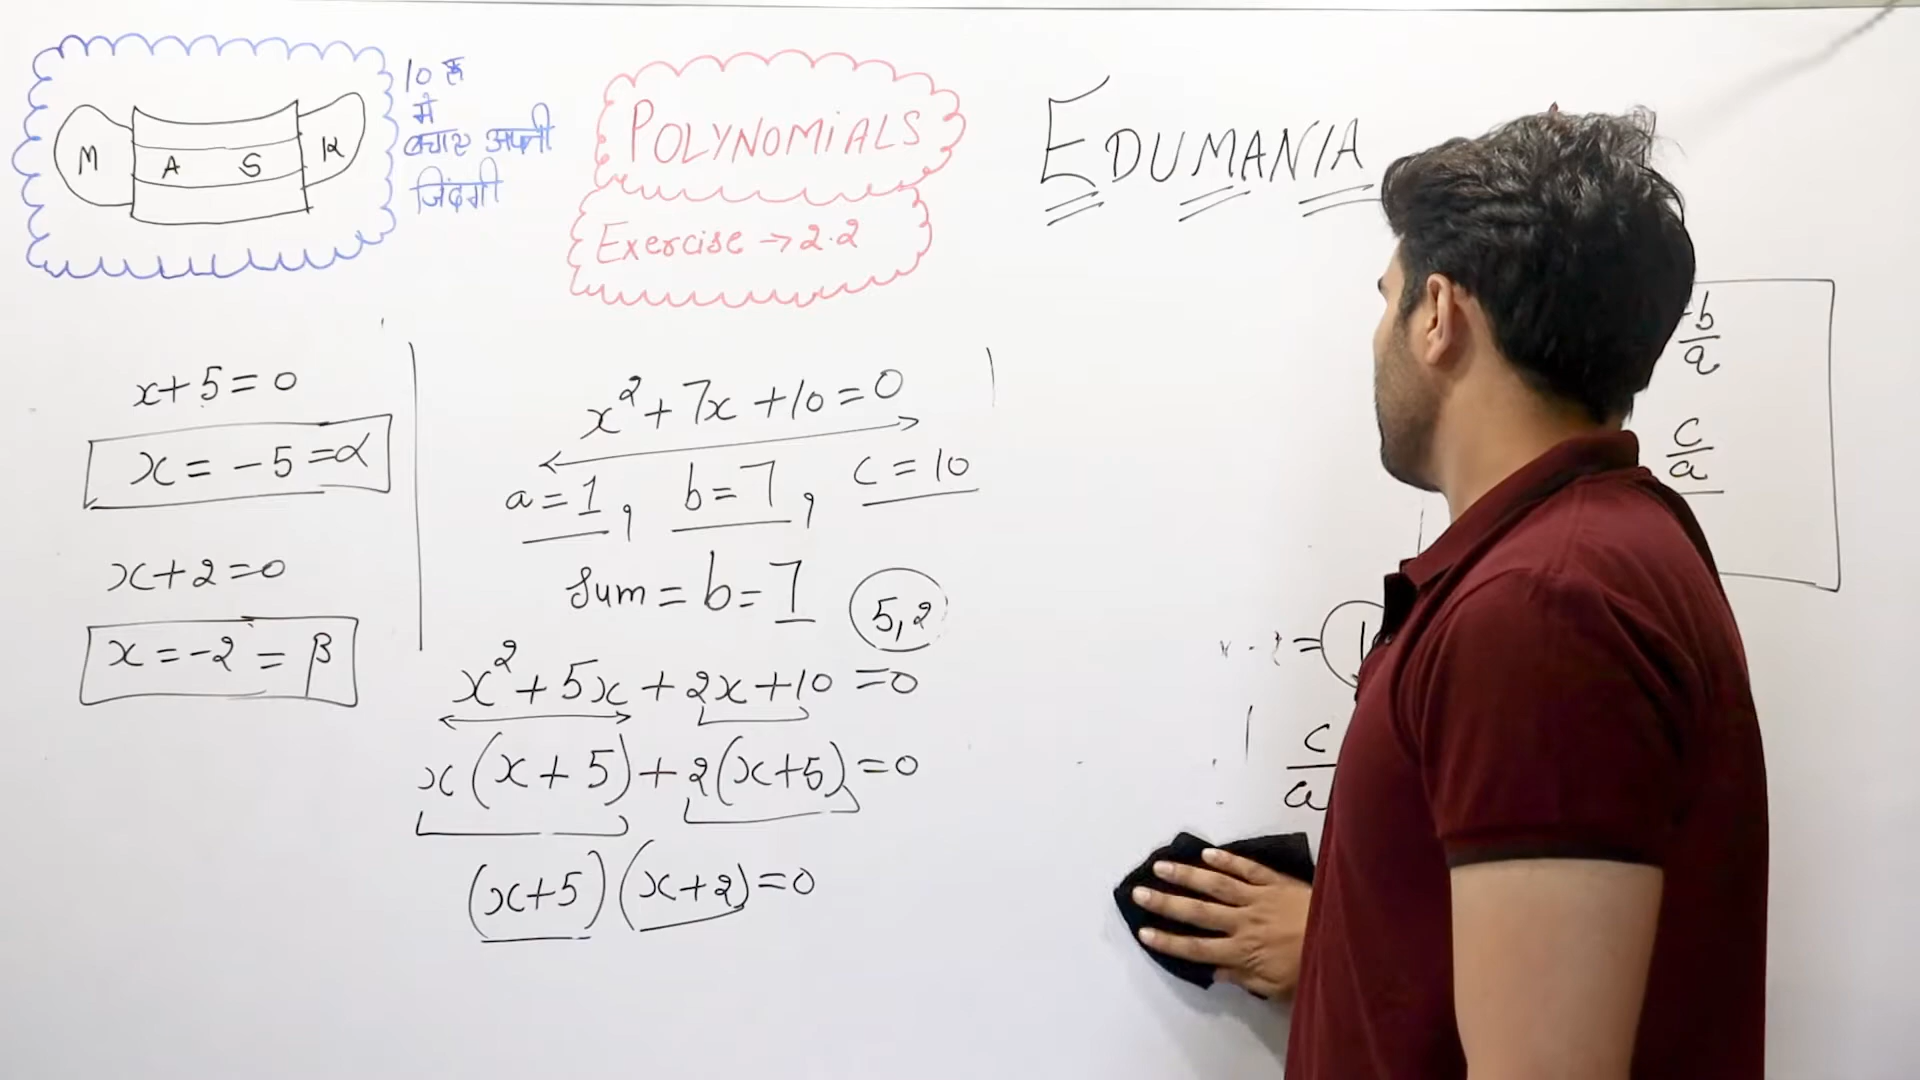 M A S K
10 रु
में
बचाए अपनी
जिंदगी
POLYNOMiALS
Exercise → 2.2
EDUMANIA
x+5=0
x = -5 = α
x+2=0
x = -2 = β
x² + 7x + 10 = 0
a = 1, b = 7, c = 10
Sum = b = 7
5,2
x² + 5x + 2x + 10 = 0
x(x+5) + 2(x+5) = 0
(x+5)(x+2) = 0
-b/a
c/a
c/a